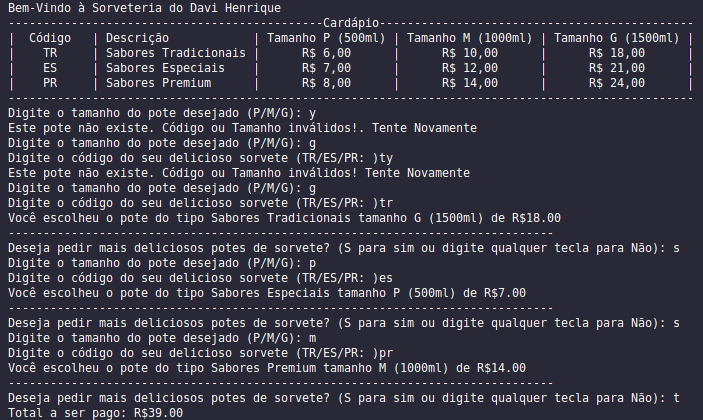 Bem-Vindo à Sorveteria do Davi Henrique
---------------------------------------------Cardápio---------------------------------------------
| Código | Descrição | Tamanho P (500ml) | Tamanho M (1000ml) | Tamanho G (1500ml) |
| TR | Sabores Tradicionais | R$ 6,00 | R$ 10,00 | R$ 18,00 |
| ES | Sabores Especiais | R$ 7,00 | R$ 12,00 | R$ 21,00 |
| PR | Sabores Premium | R$ 8,00 | R$ 14,00 | R$ 24,00 |
--------------------------------------------------------------------------------------------------
Digite o tamanho do pote desejado (P/M/G): y
Este pote não existe. Código ou Tamanho inválidos!. Tente Novamente
Digite o tamanho do pote desejado (P/M/G): g
Digite o código do seu delicioso sorvete (TR/ES/PR: )ty
Este pote não existe. Código ou Tamanho inválidos! Tente Novamente
Digite o tamanho do pote desejado (P/M/G): g
Digite o código do seu delicioso sorvete (TR/ES/PR: )tr
Você escolheu o pote do tipo Sabores Tradicionais tamanho G (1500ml) de R$18.00
------------------------------------------------------------------------------
Deseja pedir mais deliciosos potes de sorvete? (S para sim ou digite qualquer tecla para Não): s
Digite o tamanho do pote desejado (P/M/G): p
Digite o código do seu delicioso sorvete (TR/ES/PR: )es
Você escolheu o pote do tipo Sabores Especiais tamanho P (500ml) de R$7.00
------------------------------------------------------------------------------
Deseja pedir mais deliciosos potes de sorvete? (S para sim ou digite qualquer tecla para Não): s
Digite o tamanho do pote desejado (P/M/G): m
Digite o código do seu delicioso sorvete (TR/ES/PR: )pr
Você escolheu o pote do tipo Sabores Premium tamanho M (1000ml) de R$14.00
------------------------------------------------------------------------------
Deseja pedir mais deliciosos potes de sorvete? (S para sim ou digite qualquer tecla para Não): t
Total a ser pago: R$39.00